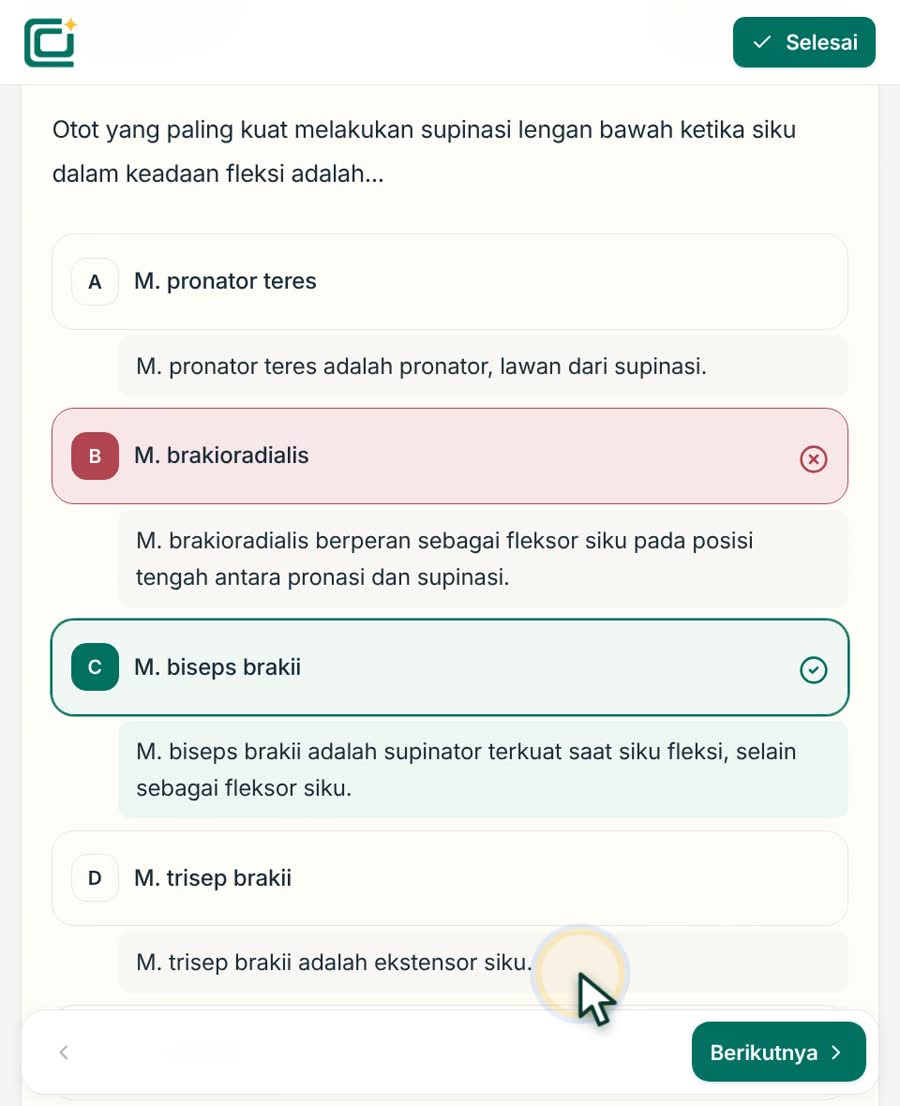 Selesai
Otot yang paling kuat melakukan supinasi lengan bawah ketika siku
dalam keadaan fleksi adalah...
A
M. pronator teres
M. pronator teres adalah pronator, lawan dari supinasi.
B
M. brakioradialis
M. brakioradialis berperan sebagai fleksor siku pada posisi
tengah antara pronasi dan supinasi.
C
M. biseps brakii
M. biseps brakii adalah supinator terkuat saat siku fleksi, selain
sebagai fleksor siku.
D
M. trisep brakii
M. trisep brakii adalah ekstensor siku.
Berikutnya